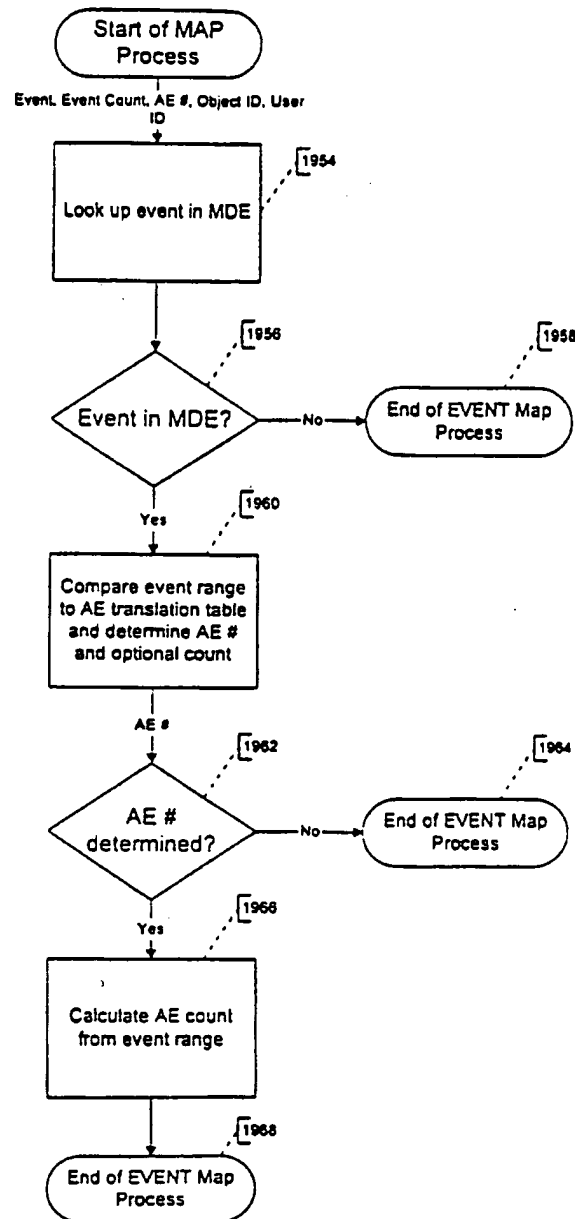 Start of MAP
Process
Event, Event Count, AE #, Object ID, User
ID
1954
Look up event in MDE
1956
1958
Event in MDE?
No
End of EVENT Map
Process
Yes
1960
Compare event range
to AE translation table
and determine AE #
and optional count
AE #
1962
1964
AE #
determined?
No
End of EVENT Map
Process
Yes
1966
Calculate AE count
from event range
1968
End of EVENT Map
Process